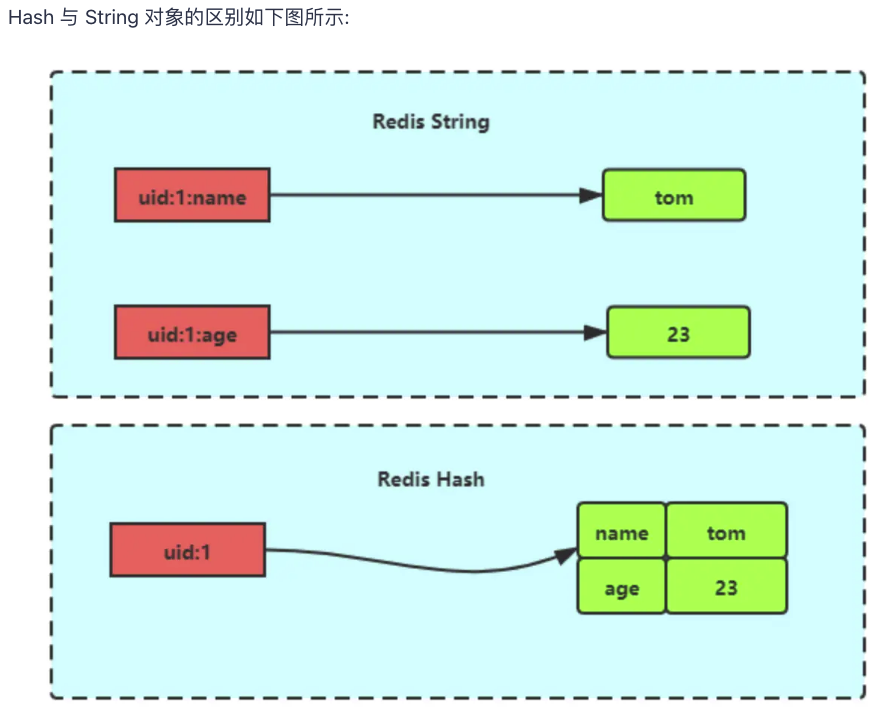 Hash 与 String 对象的区别如下图所示:
Redis String
uid:1:name
tom
uid:1:age
23
Redis Hash
name tom
uid:1
age 23